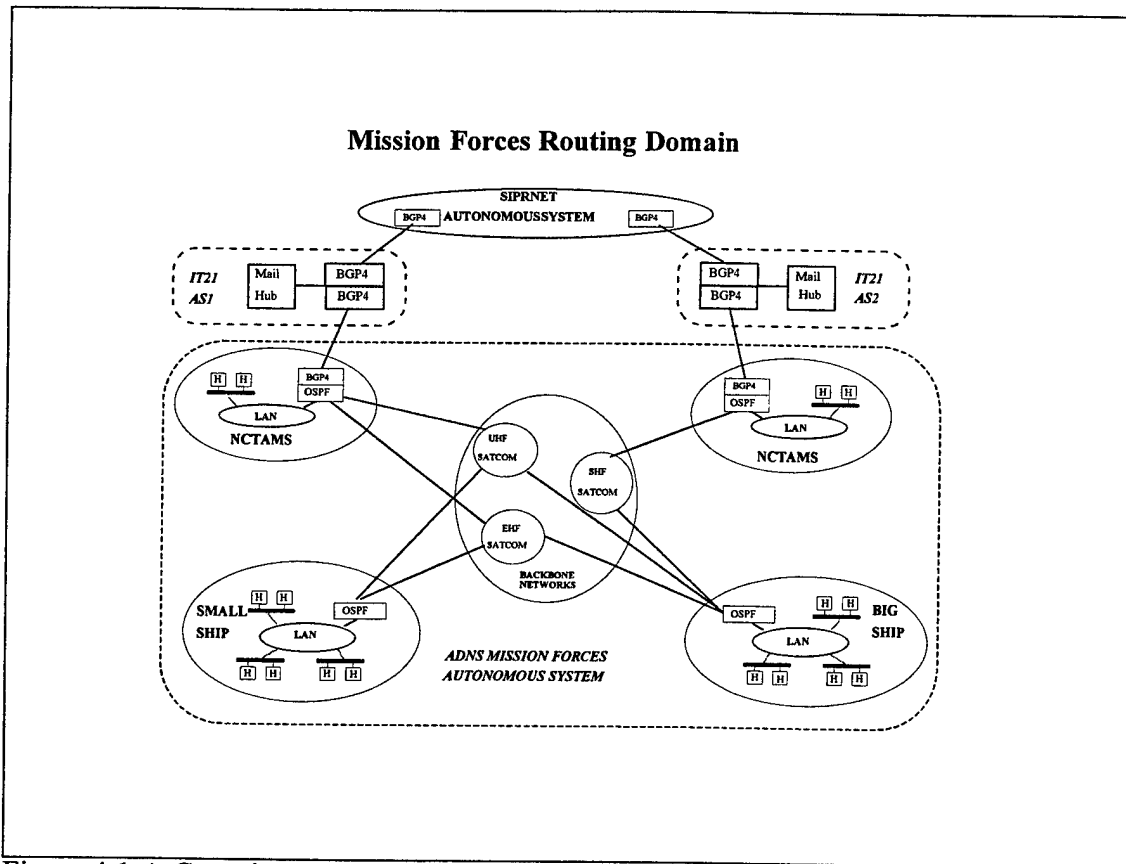 Mission Forces Routing Domain
SIPRNET
BGP4 AUTONOMOUSSYSTEM BGP4
IT21
AS1
Mail
Hub
BGP4
BGP4
BGP4
BGP4
Mail
Hub
IT21
AS2
H H
BGP4
OSPF
LAN
NCTAMS
BGP4
OSPF
H H
LAN
NCTAMS
UHF
SATCOM
SHF
SATCOM
EHF
SATCOM
BACKBONE
NETWORKS
SMALL
SHIP
H H
OSPF
LAN
H H
H H
ADNS MISSION FORCES
AUTONOMOUS SYSTEM
OSPF
H H
BIG
SHIP
LAN
H H
H H